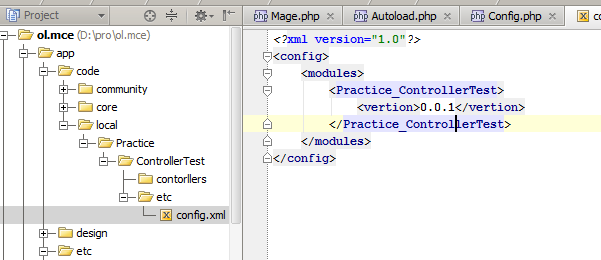 Project
Mage.php
Autoload.php
Config.php
co
ol.mce (D:\pro\ol.mce)
app
code
community
core
local
Practice
ControllerTest
contorllers
etc
config.xml
design
etc
<?xml version="1.0"?>
<config>
<modules>
<Practice_ControllerTest>
<vertion>0.0.1</vertion>
</Practice_ControllerTest>
</modules>
</config>